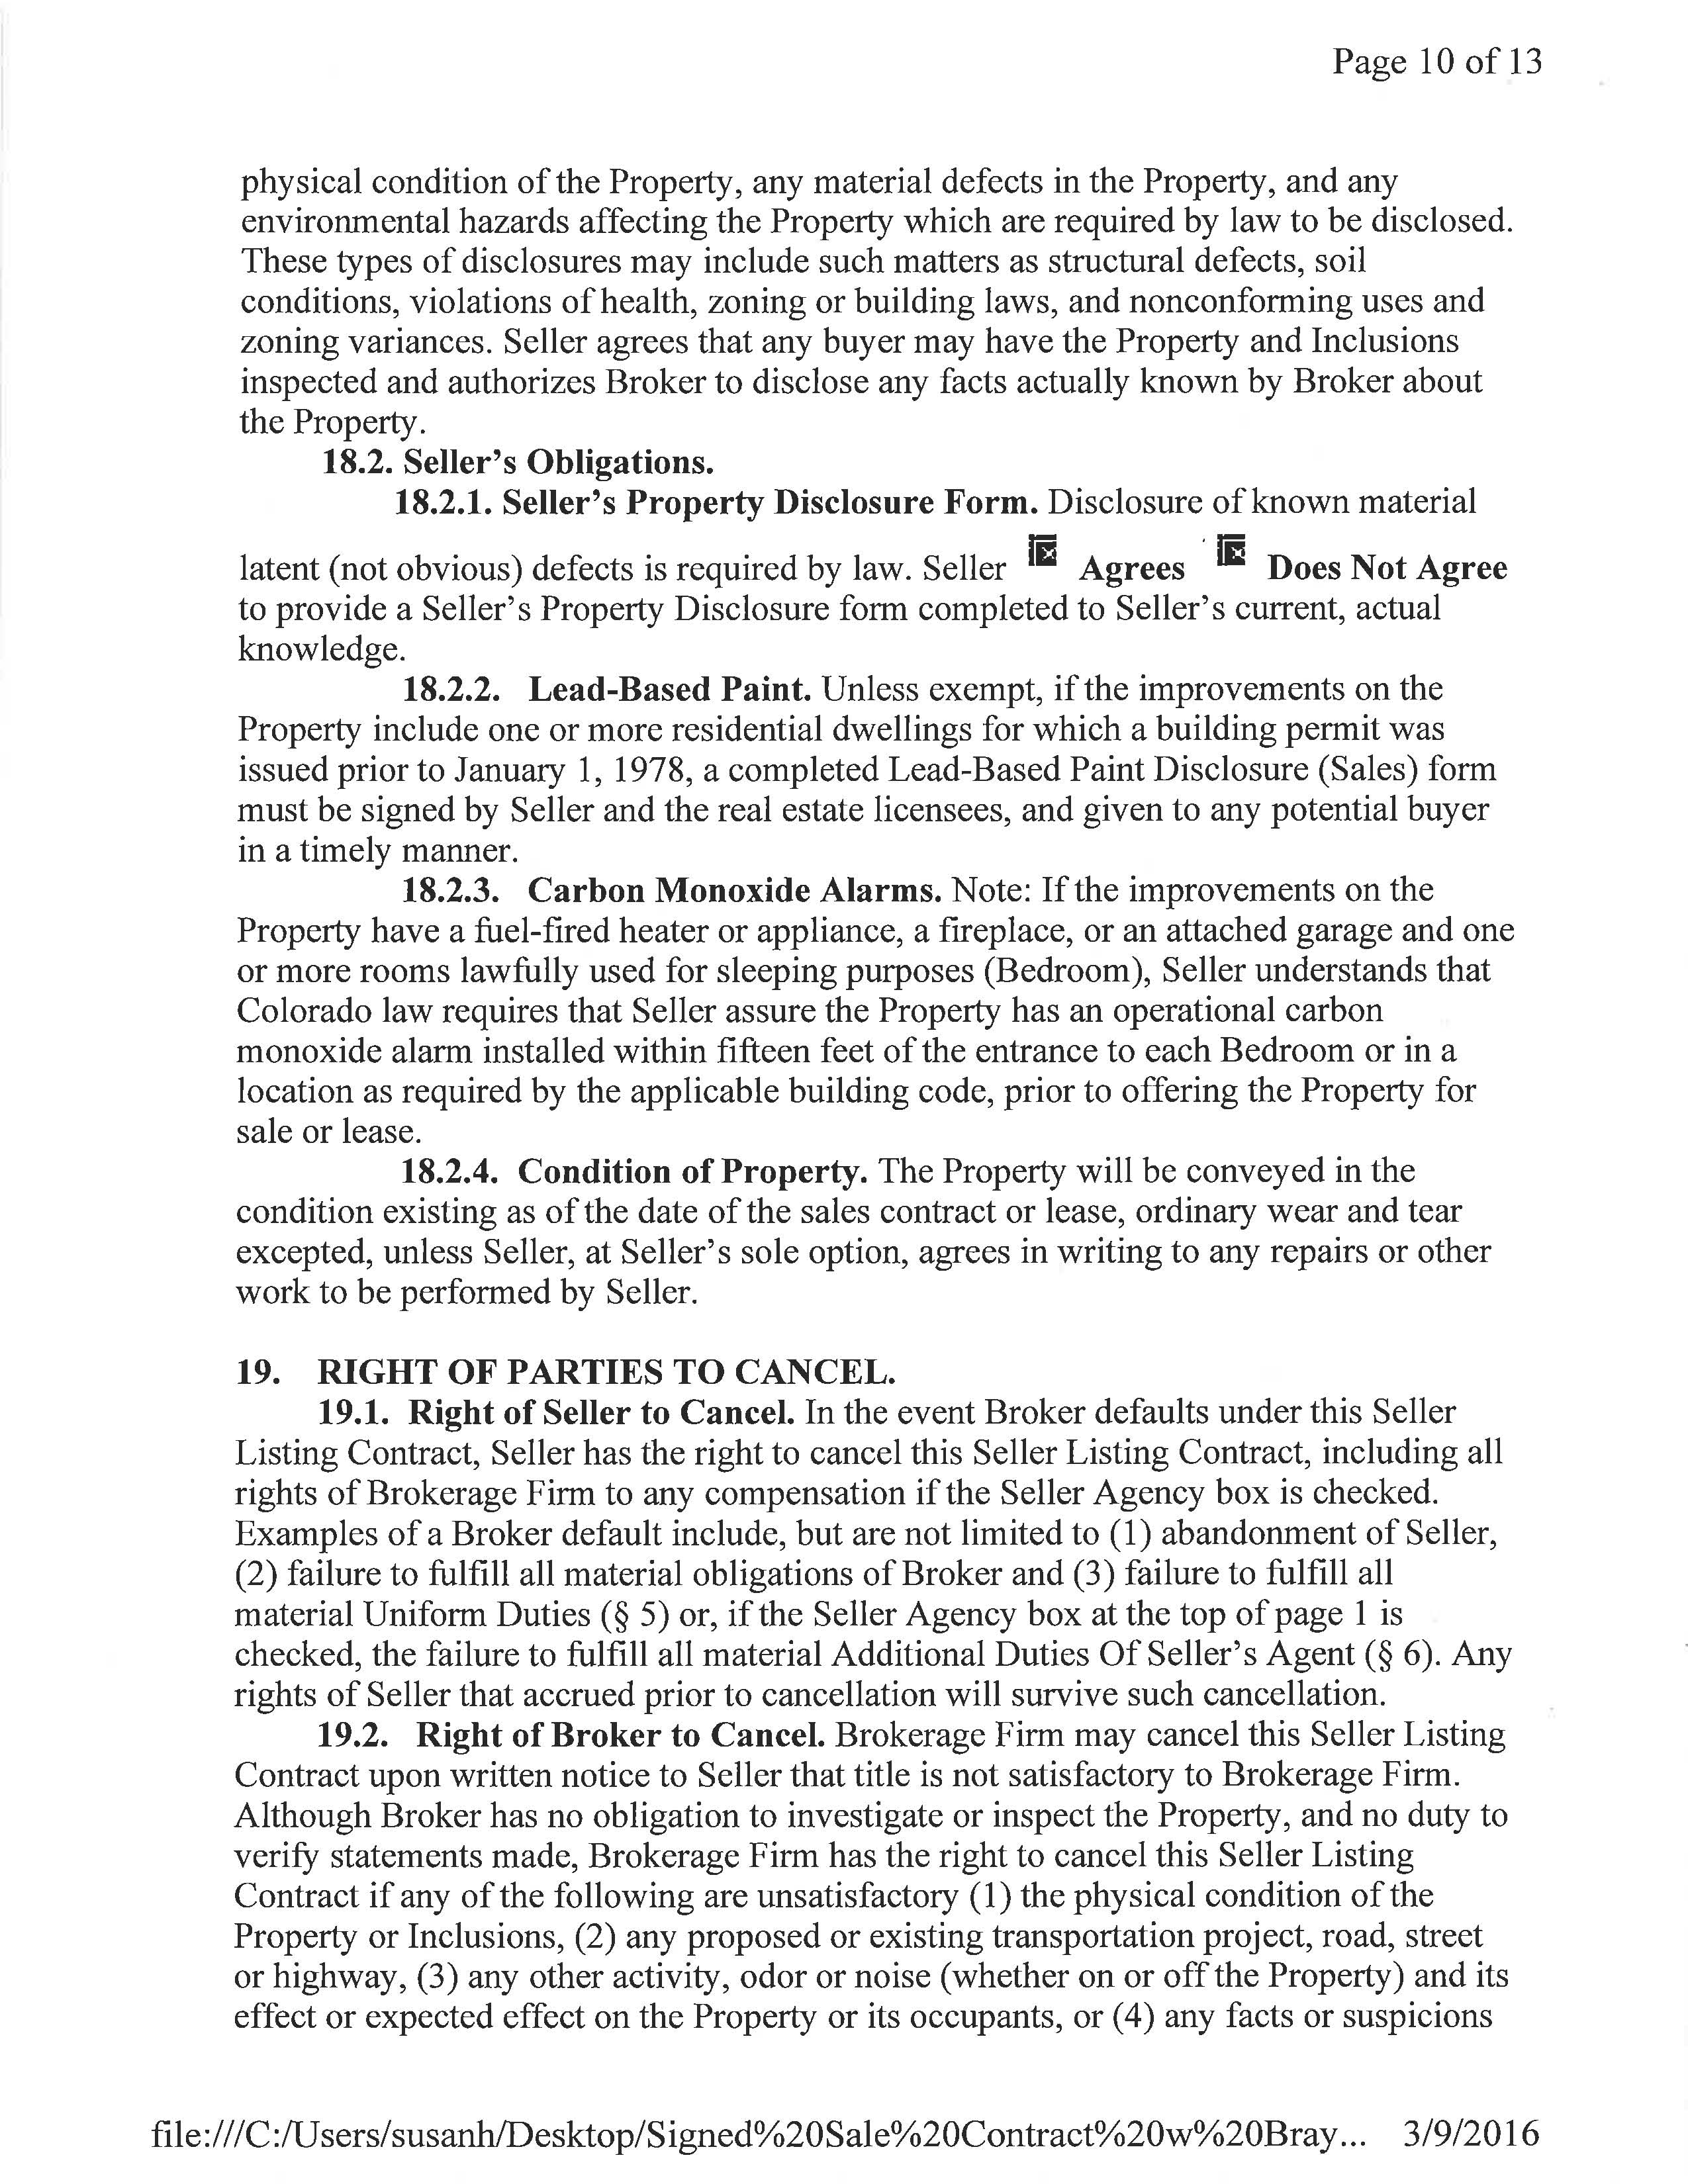 Page 10 of 13
physical condition of the Property, any material defects in the Property, and any
environmental hazards affecting the Property which are required by law to be disclosed.
These types of disclosures may include such matters as structural defects, soil
conditions, violations of health, zoning or building laws, and nonconforming uses and
zoning variances. Seller agrees that any buyer may have the Property and Inclusions
inspected and authorizes Broker to disclose any facts actually known by Broker about
the Property.
18.2. Seller’s Obligations.
18.2.1. Seller’s Property Disclosure Form. Disclosure of known material
latent (not obvious) defects is required by law. Seller Agrees Does Not Agree
to provide a Seller’s Property Disclosure form completed to Seller’s current, actual
knowledge.
18.2.2. Lead-Based Paint. Unless exempt, if the improvements on the
Property include one or more residential dwellings for which a building permit was
issued prior to January 1, 1978, a completed Lead-Based Paint Disclosure (Sales) form
must be signed by Seller and the real estate licensees, and given to any potential buyer
in a timely manner.
18.2.3. Carbon Monoxide Alarms. Note: If the improvements on the
Property have a fuel-fired heater or appliance, a fireplace, or an attached garage and one
or more rooms lawfully used for sleeping purposes (Bedroom), Seller understands that
Colorado law requires that Seller assure the Property has an operational carbon
monoxide alarm installed within fifteen feet of the entrance to each Bedroom or in a
location as required by the applicable building code, prior to offering the Property for
sale or lease.
18.2.4. Condition of Property. The Property will be conveyed in the
condition existing as of the date of the sales contract or lease, ordinary wear and tear
excepted, unless Seller, at Seller’s sole option, agrees in writing to any repairs or other
work to be performed by Seller.
19. RIGHT OF PARTIES TO CANCEL.
19.1. Right of Seller to Cancel. In the event Broker defaults under this Seller
Listing Contract, Seller has the right to cancel this Seller Listing Contract, including all
rights of Brokerage Firm to any compensation if the Seller Agency box is checked.
Examples of a Broker default include, but are not limited to (1) abandonment of Seller,
(2) failure to fulfill all material obligations of Broker and (3) failure to fulfill all
material Uniform Duties (§ 5) or, if the Seller Agency box at the top of page 1 is
checked, the failure to fulfill all material Additional Duties Of Seller’s Agent (§ 6). Any
rights of Seller that accrued prior to cancellation will survive such cancellation.
19.2. Right of Broker to Cancel. Brokerage Firm may cancel this Seller Listing
Contract upon written notice to Seller that title is not satisfactory to Brokerage Firm.
Although Broker has no obligation to investigate or inspect the Property, and no duty to
verify statements made, Brokerage Firm has the right to cancel this Seller Listing
Contract if any of the following are unsatisfactory (1) the physical condition of the
Property or Inclusions, (2) any proposed or existing transportation project, road, street
or highway, (3) any other activity, odor or noise (whether on or off the Property) and its
effect or expected effect on the Property or its occupants, or (4) any facts or suspicions
file:///C:/Users/susanh/Desktop/Signed%20Sale%20Contract%20w%20Bray... 3/9/2016